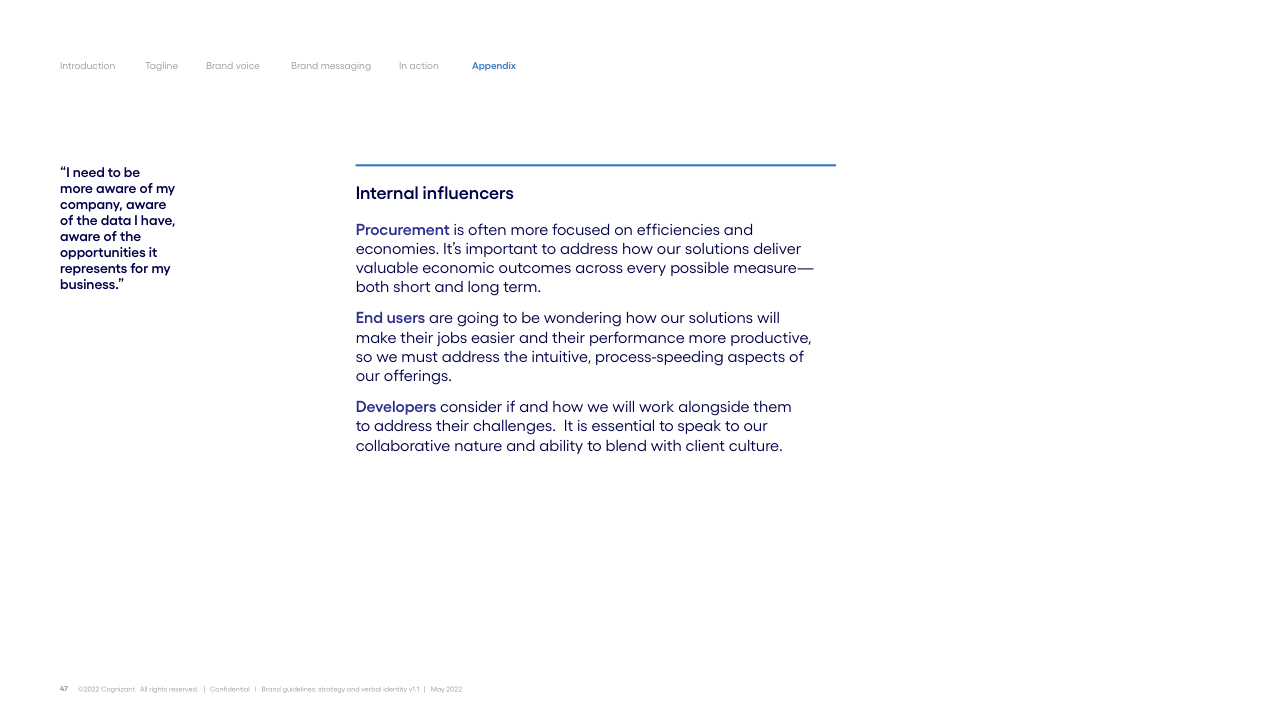 Introduction Tagline Brand voice Brand messaging In action Appendix
“I need to be
more aware of my
company, aware
of the data I have,
aware of the
opportunities it
represents for my
business.”
Internal influencers
Procurement is often more focused on efficiencies and
economies. It’s important to address how our solutions deliver
valuable economic outcomes across every possible measure—
both short and long term.
End users are going to be wondering how our solutions will
make their jobs easier and their performance more productive,
so we must address the intuitive, process-speeding aspects of
our offerings.
Developers consider if and how we will work alongside them
to address their challenges.  It is essential to speak to our
collaborative nature and ability to blend with client culture.
47 ©2022 Cognizant. All rights reserved. | Confidential | Brand guidelines: strategy and verbal identity v1.1 | May 2022